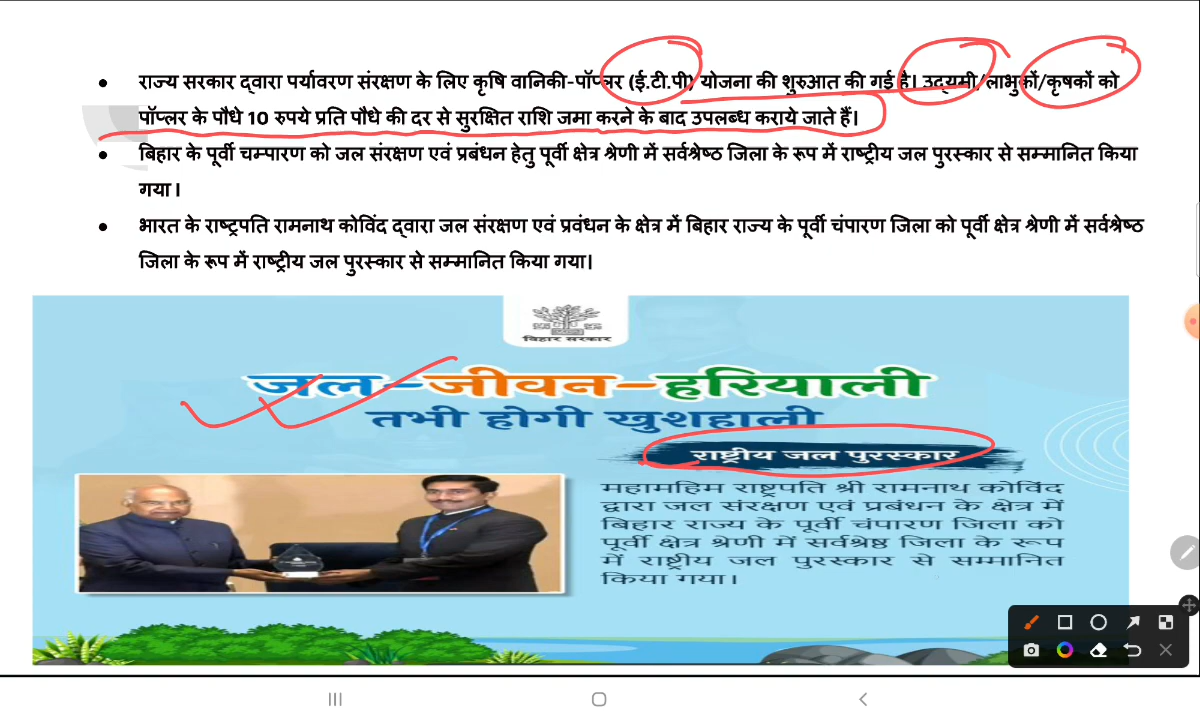 राज्य सरकार द्वारा पर्यावरण संरक्षण के लिए कृषि वानिकी-पॉप्लर (ई.टी.पी) योजना की शुरुआत की गई है। उद्यमी/लाभुकों/कृषकों को
पॉप्लर के पौधे 10 रुपये प्रति पौधे की दर से सुरक्षित राशि जमा करने के बाद उपलब्ध कराये जाते हैं।
बिहार के पूर्वी चम्पारण को जल संरक्षण एवं प्रबंधन हेतु पूर्वी क्षेत्र श्रेणी में सर्वश्रेष्ठ जिला के रूप में राष्ट्रीय जल पुरस्कार से सम्मानित किया
गया।
भारत के राष्ट्रपति रामनाथ कोविंद द्वारा जल संरक्षण एवं प्रवंधन के क्षेत्र में बिहार राज्य के पूर्वी चंपारण जिला को पूर्वी क्षेत्र श्रेणी में सर्वश्रेष्ठ
जिला के रूप में राष्ट्रीय जल पुरस्कार से सम्मानित किया गया।
बिहार सरकार
जल-जीवन-हरियाली
तभी होगी खुशहाली
राष्ट्रीय जल पुरस्कार
महामहिम राष्ट्रपति श्री रामनाथ कोविंद
द्वारा जल संरक्षण एवं प्रबंधन के क्षेत्र में
बिहार राज्य के पूर्वी चंपारण जिला को
पूर्वी क्षेत्र श्रेणी में सर्वश्रेष्ठ जिला के रूप
में राष्ट्रीय जल पुरस्कार से सम्मानित
किया गया।